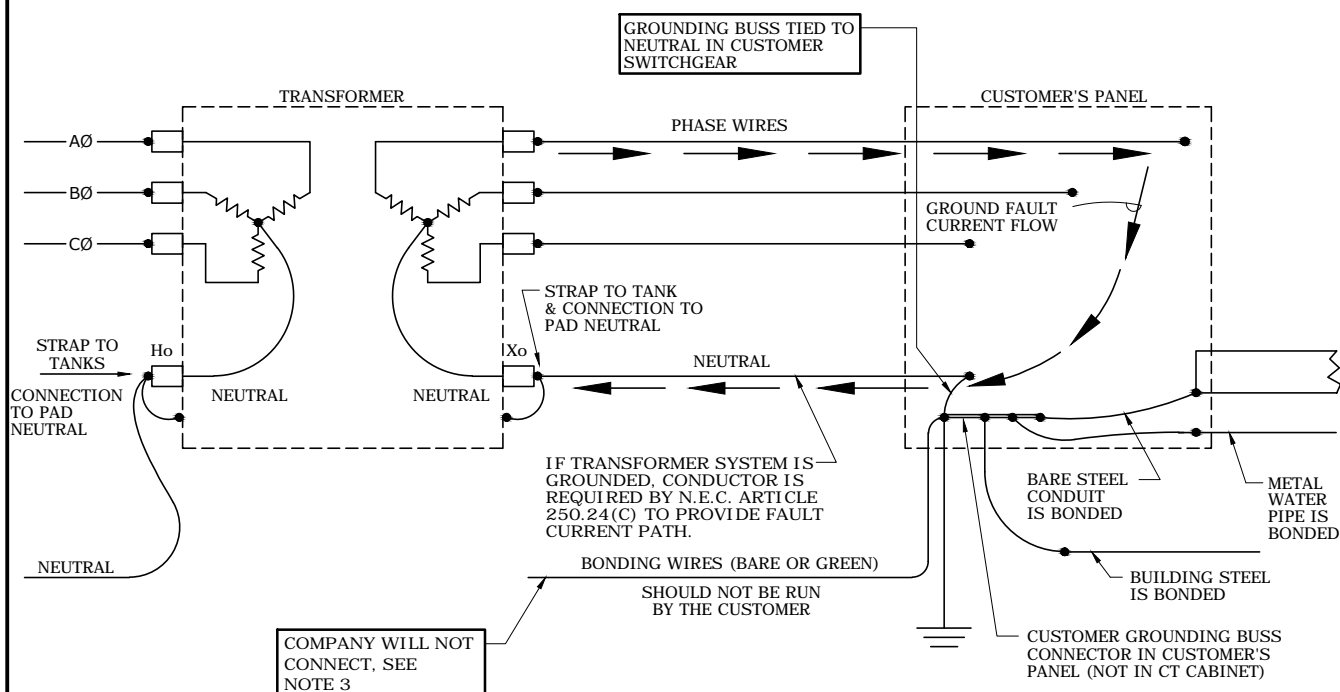 GROUNDING BUSS TIED TO
NEUTRAL IN CUSTOMER
SWITCHGEAR
TRANSFORMER
CUSTOMER'S PANEL
AØ
PHASE WIRES
BØ
GROUND FAULT
CURRENT FLOW
CØ
STRAP TO TANK
& CONNECTION TO
PAD NEUTRAL
STRAP TO
TANKS
Ho
Xo
NEUTRAL
CONNECTION
TO PAD
NEUTRAL
NEUTRAL
NEUTRAL
IF TRANSFORMER SYSTEM IS
GROUNDED, CONDUCTOR IS
REQUIRED BY N.E.C. ARTICLE
250.24(C) TO PROVIDE FAULT
CURRENT PATH.
BARE STEEL
CONDUIT
IS BONDED
METAL
WATER
PIPE IS
BONDED
NEUTRAL
BONDING WIRES (BARE OR GREEN)
SHOULD NOT BE RUN
BY THE CUSTOMER
BUILDING STEEL
IS BONDED
COMPANY WILL NOT
CONNECT, SEE
NOTE 3
CUSTOMER GROUNDING BUSS
CONNECTOR IN CUSTOMER'S
PANEL (NOT IN CT CABINET)